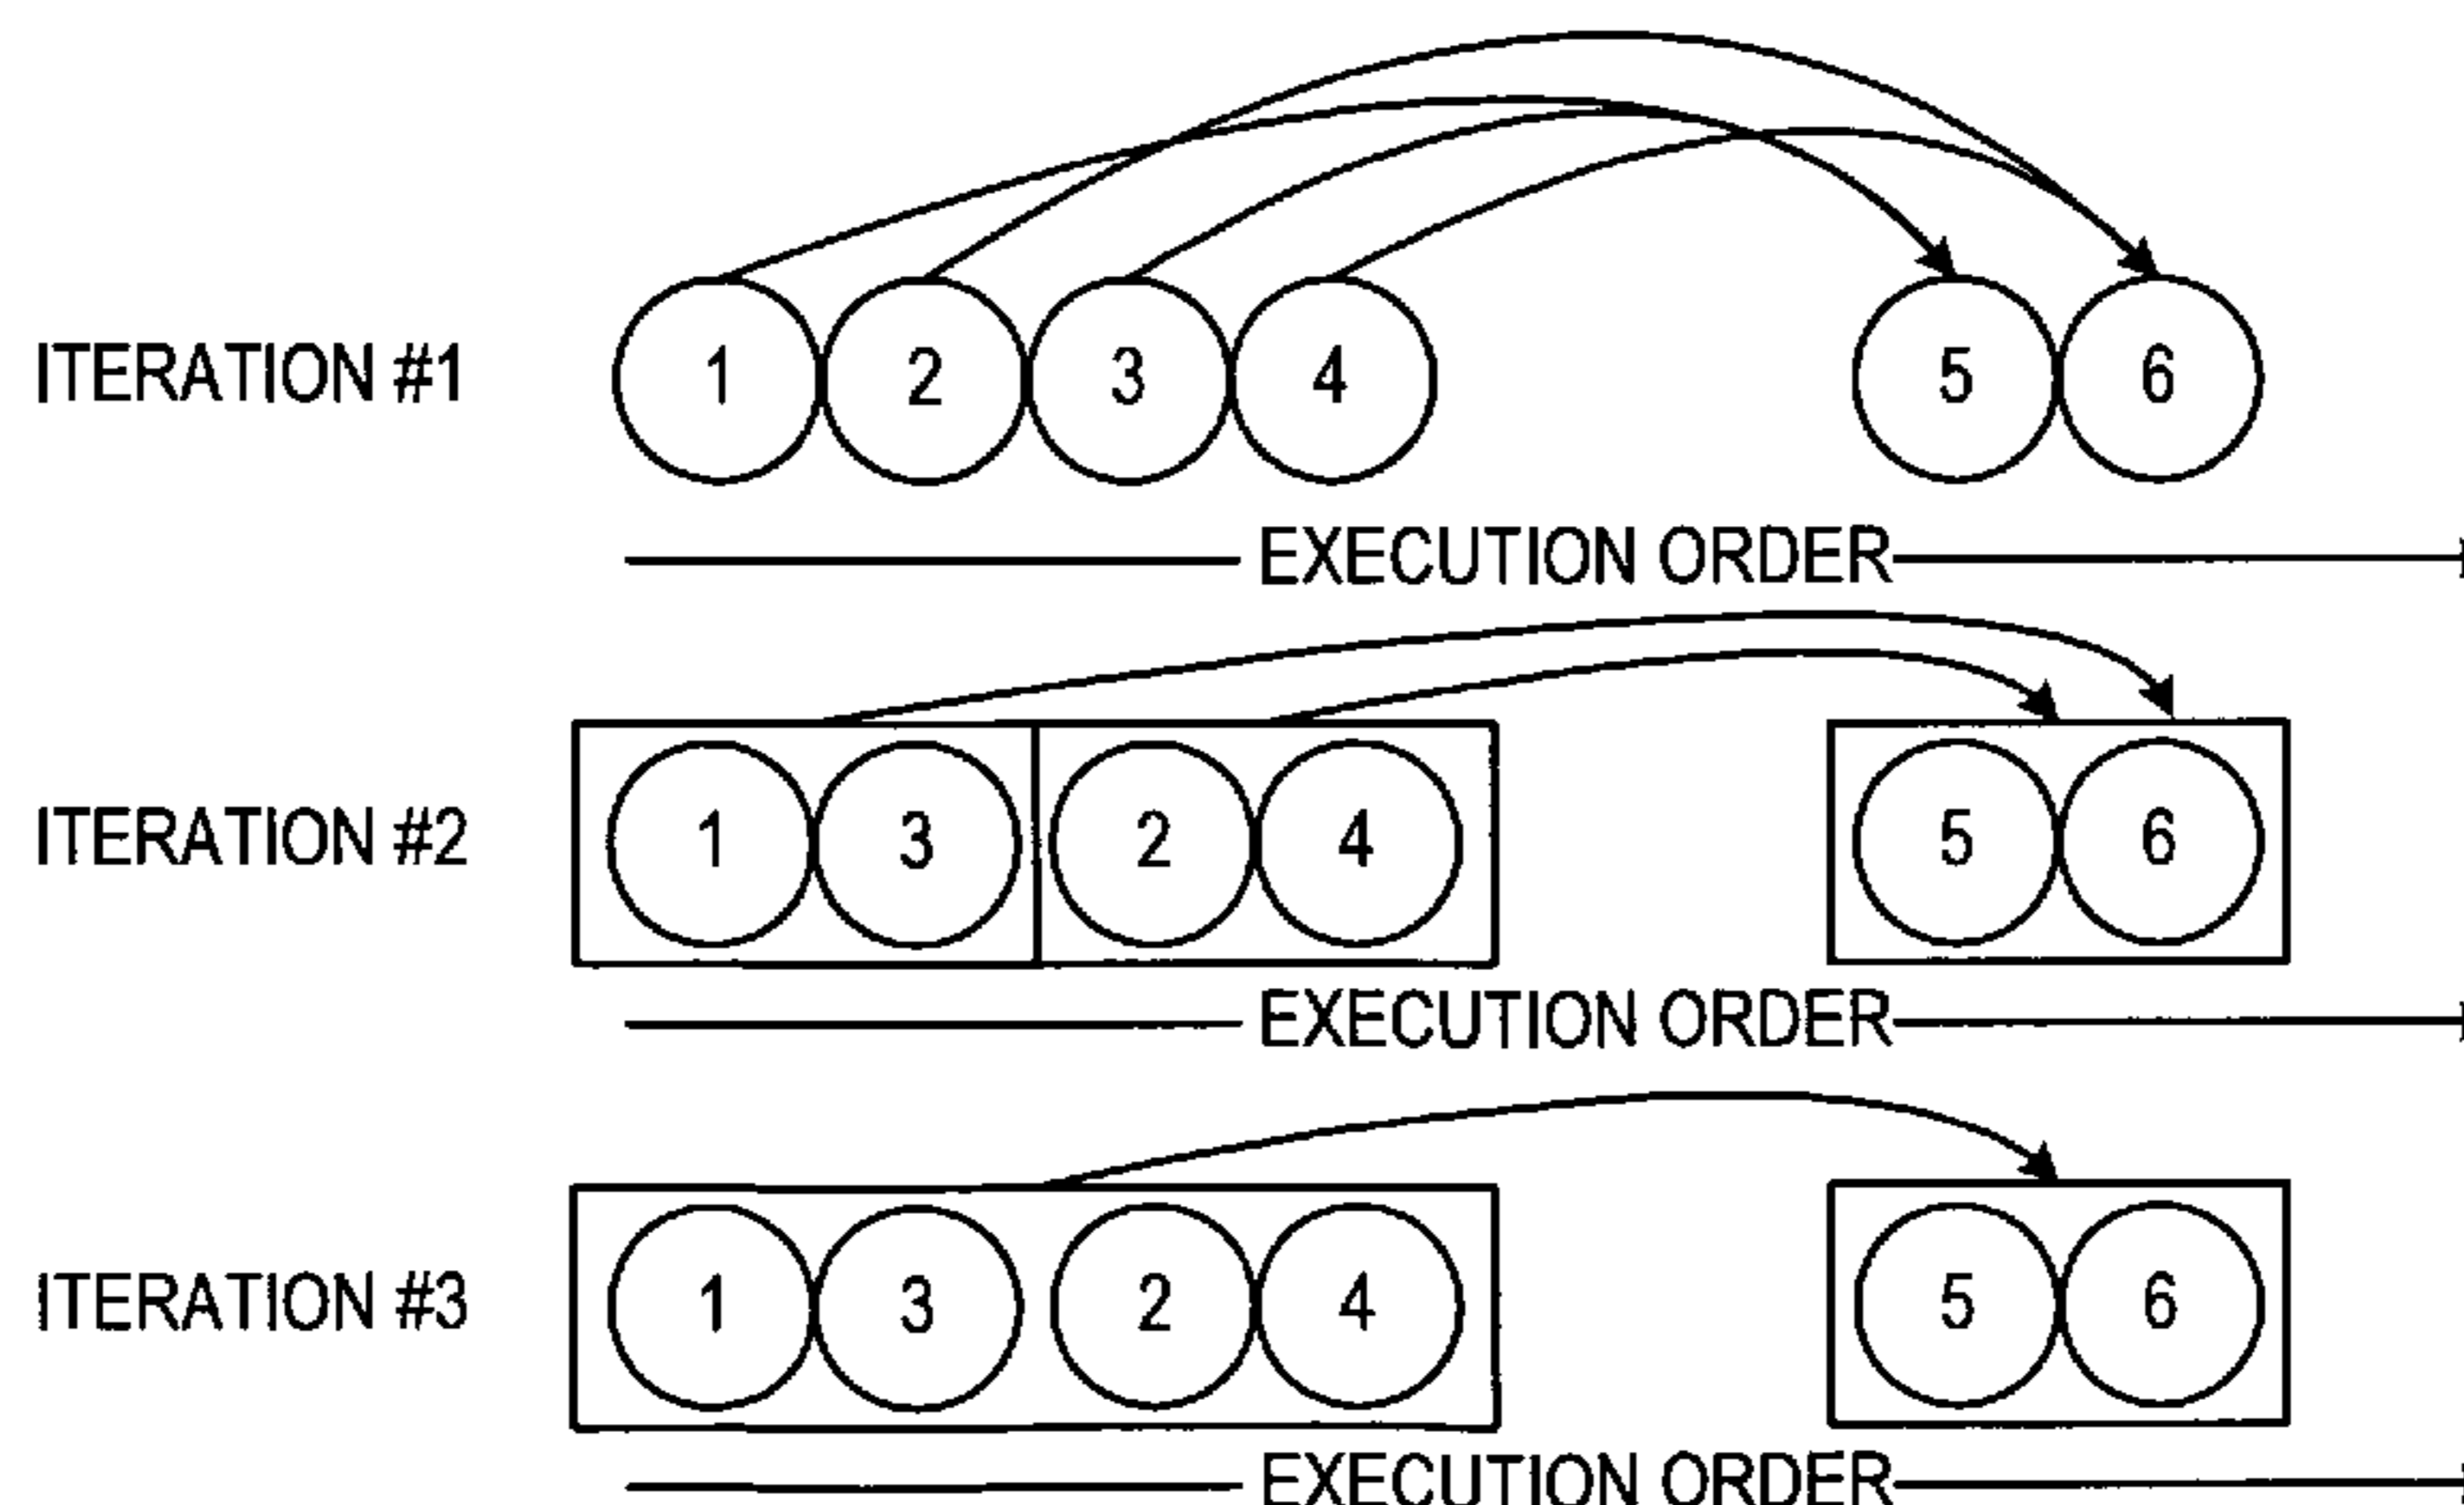 ITERATION #1 1 2 3 4 5 6
EXECUTION ORDER
ITERATION #2 1 3 2 4 5 6
EXECUTION ORDER
ITERATION #3 1 3 2 4 5 6
EXECUTION ORDER